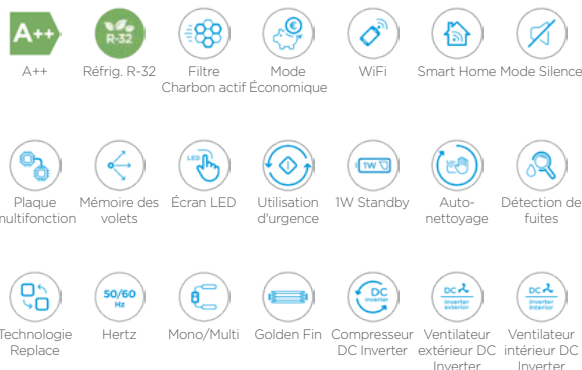 A++
R-32
€
LED
1W
A++ Réfrig. R-32 Filtre Mode WiFi Smart Home Mode Silence
Charbon actif Économique
Plaque Mémoire des Écran LED Utilisation 1W Standby Auto- Détection de
multifonction volets d'urgence nettoyage fuites
50/60
Hz
DC
Inverter
DC
inverter
exterior
DC
inverter
interior
Technologie Hertz Mono/Multi Golden Fin Compresseur Ventilateur Ventilateur
Replace DC Inverter extérieur DC intérieur DC
Inverter Inverter